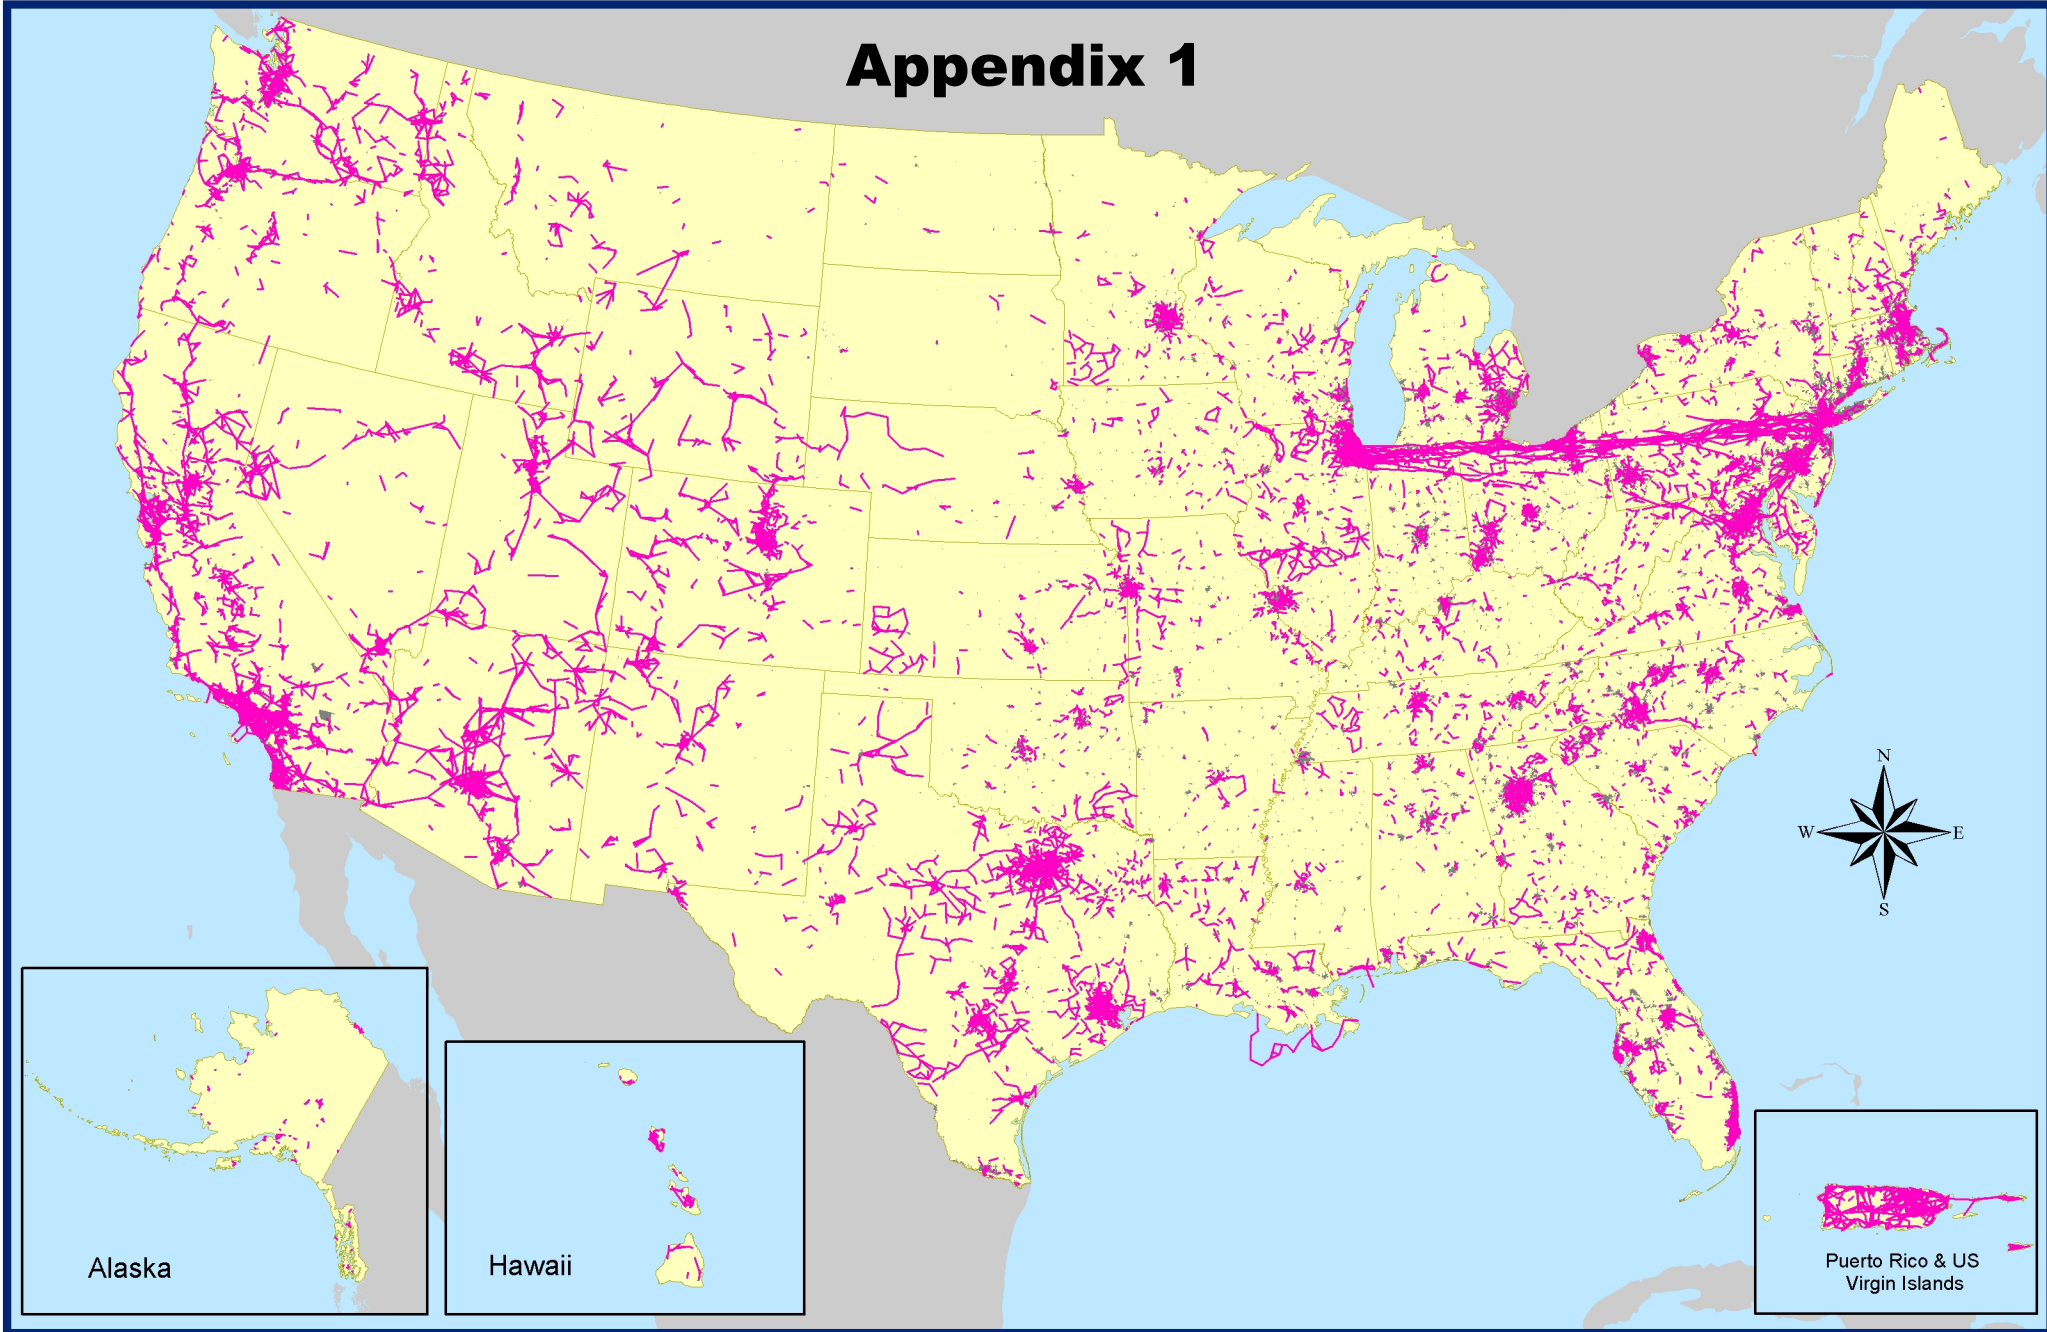 Appendix 1
N
W
E
S
Alaska
Hawaii
Puerto Rico & US
Virgin Islands